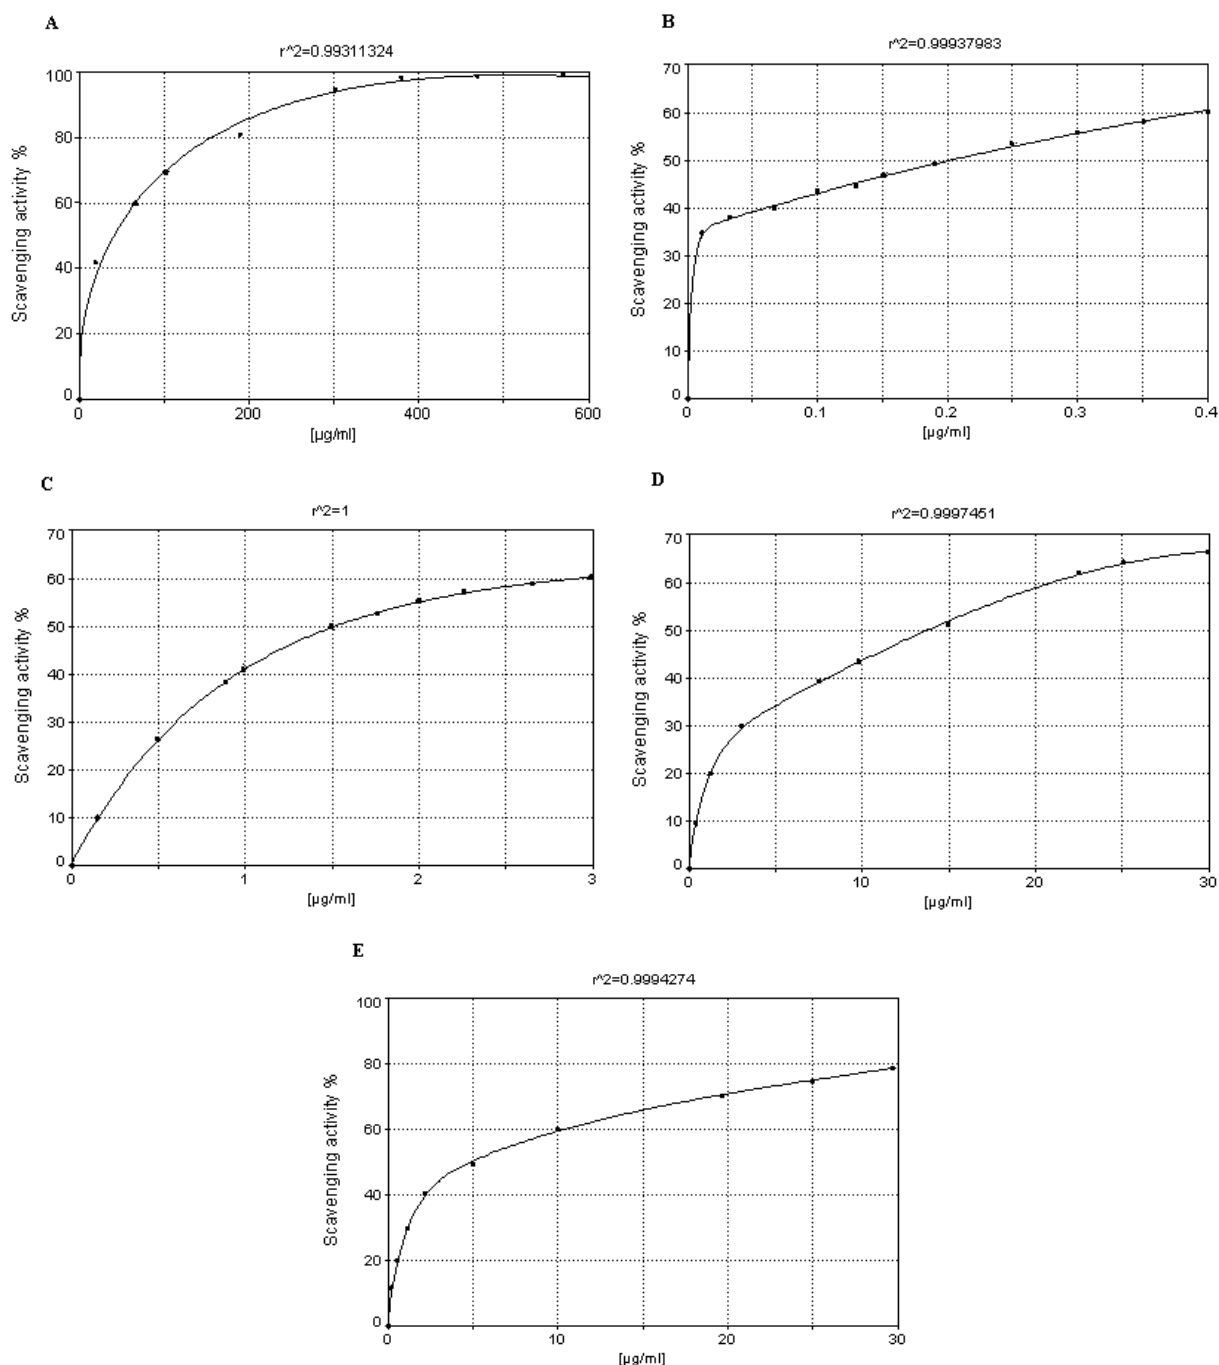 A
r^2=0.99311324
Scavenging activity %
100
80
60
40
20
0
0 200 400 600
[µg/ml]
B
r^2=0.99937983
Scavenging activity %
70
60
50
40
30
20
10
0
0 0.1 0.2 0.3 0.4
[µg/ml]
C
r^2=1
Scavenging activity %
70
60
50
40
30
20
10
0
0 1 2 3
[µg/ml]
D
r^2=0.9997451
Scavenging activity %
70
60
50
40
30
20
10
0
0 10 20 30
[µg/ml]
E
r^2=0.9994274
Scavenging activity %
100
80
60
40
20
0
0 10 20 30
[µg/ml]